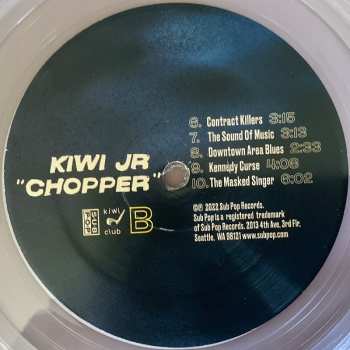 KIWI JR
"CHOPPER"
SUB
POP
kiwi
club
B
6. Contract Killers 3:15
7. The Sound Of Music 3:13
8. Downtown Area Blues 2:33
9. Kennedy Curse 4:08
10. The Masked Singer 6:02
℗© 2022 Sub Pop Records.
Sub Pop is a registered trademark
of Sub Pop Records, 2013 4th Ave, 3rd Flr,
Seattle, WA 98121 www.subpop.com